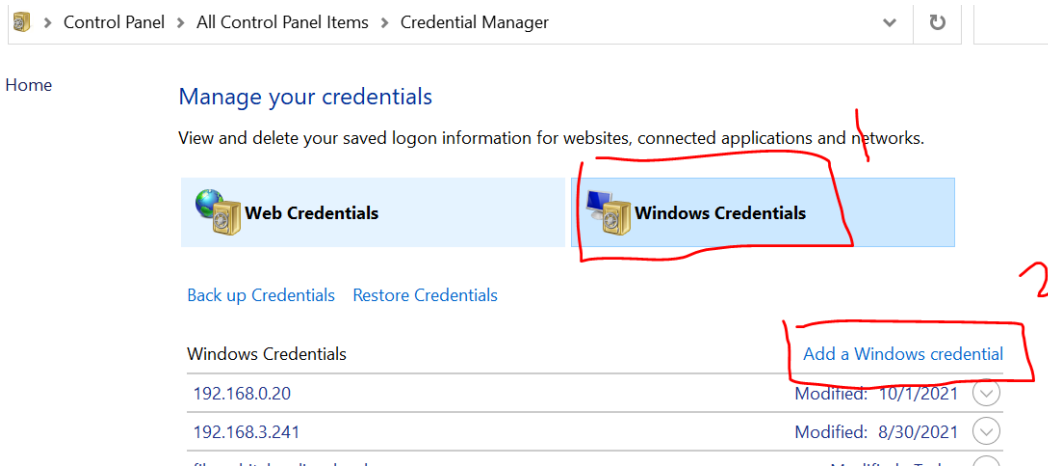 Control Panel > All Control Panel Items > Credential Manager
Home
Manage your credentials
View and delete your saved logon information for websites, connected applications and networks.
1
Web Credentials Windows Credentials
Back up Credentials Restore Credentials
2
Windows Credentials Add a Windows credential
192.168.0.20 Modified: 10/1/2021
192.168.3.241 Modified: 8/30/2021